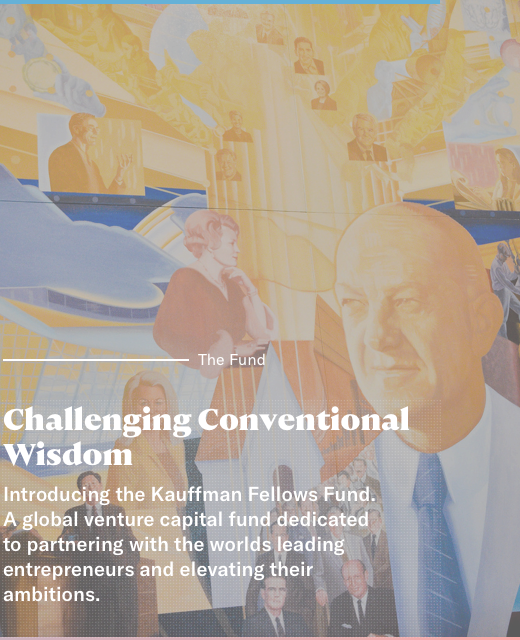 The Fund
Challenging Conventional
Wisdom
Introducing the Kauffman Fellows Fund.
A global venture capital fund dedicated
to partnering with the worlds leading
entrepreneurs and elevating their
ambitions.